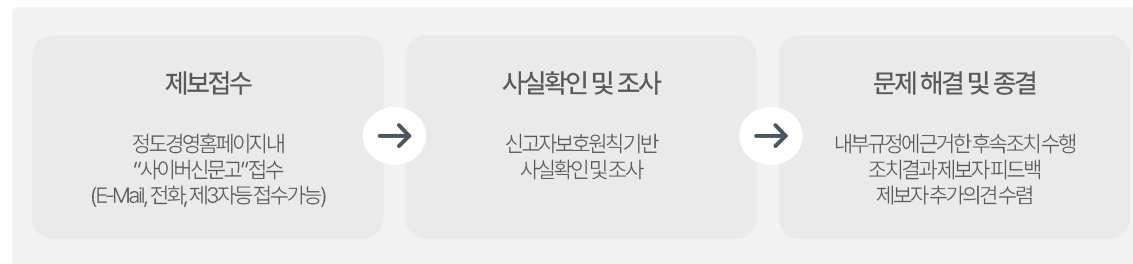 제보접수
정도경영홈페이지 내
“사이버신문고”접수
(E-Mail, 전화, 제3자 등 접수가능)
사실확인 및 조사
신고자보호원칙 기반
사실확인 및 조사
문제 해결 및 종결
내부규정에 근거한 후속조치 수행
조치결과 제보자 피드백
제보자 추가의견 수렴